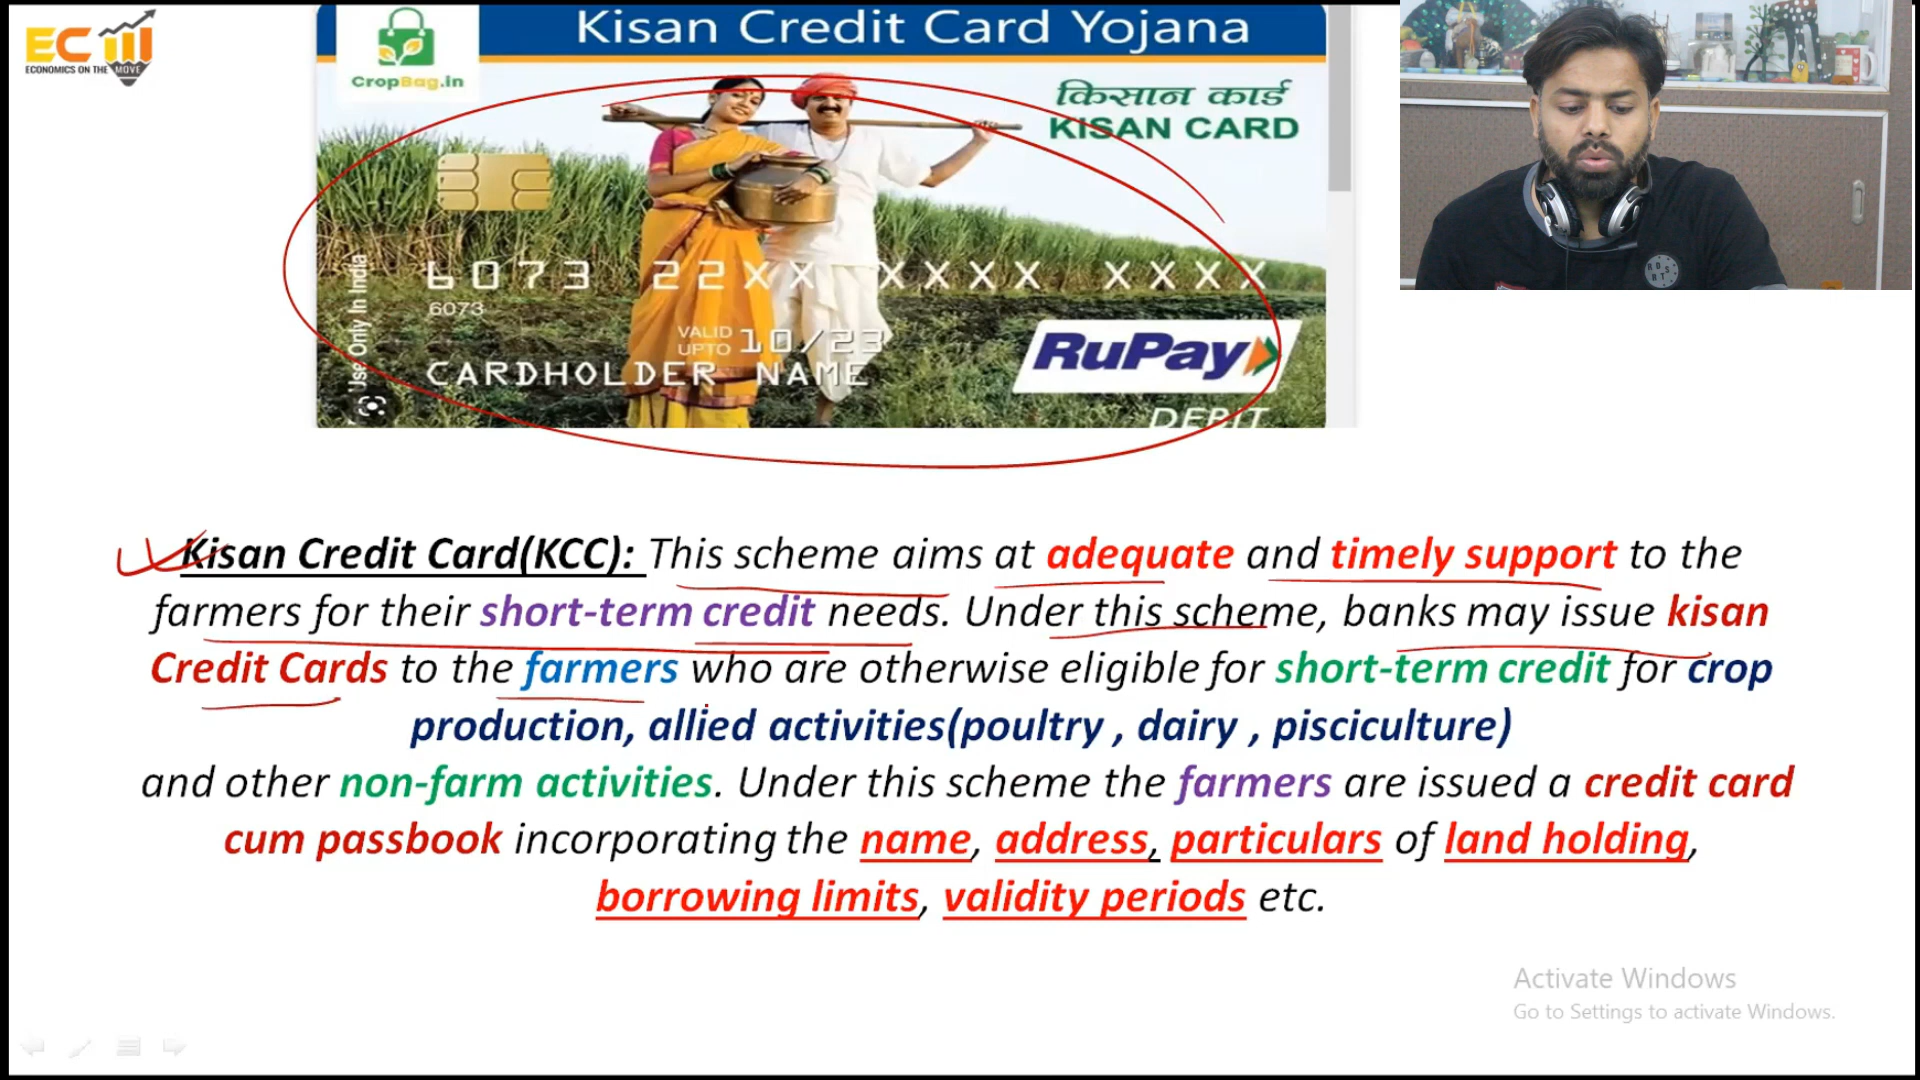 EC
ECONOMICS ON THE MOVE
Kisan Credit Card Yojana
CropBag.in
किसान कार्ड
KISAN CARD
Use Only In India
6073 22XX XXXX XXXX
6073
VALID UPTO 10/23
CARDHOLDER NAME
RuPay
DEBIT
RDS
BT
Kisan Credit Card(KCC): This scheme aims at adequate and timely support to the
farmers for their short-term credit needs. Under this scheme, banks may issue kisan
Credit Cards to the farmers who are otherwise eligible for short-term credit for crop
production, allied activities(poultry , dairy , pisciculture)
and other non-farm activities. Under this scheme the farmers are issued a credit card
cum passbook incorporating the name, address, particulars of land holding,
borrowing limits, validity periods etc.
Activate Windows
Go to Settings to activate Windows.